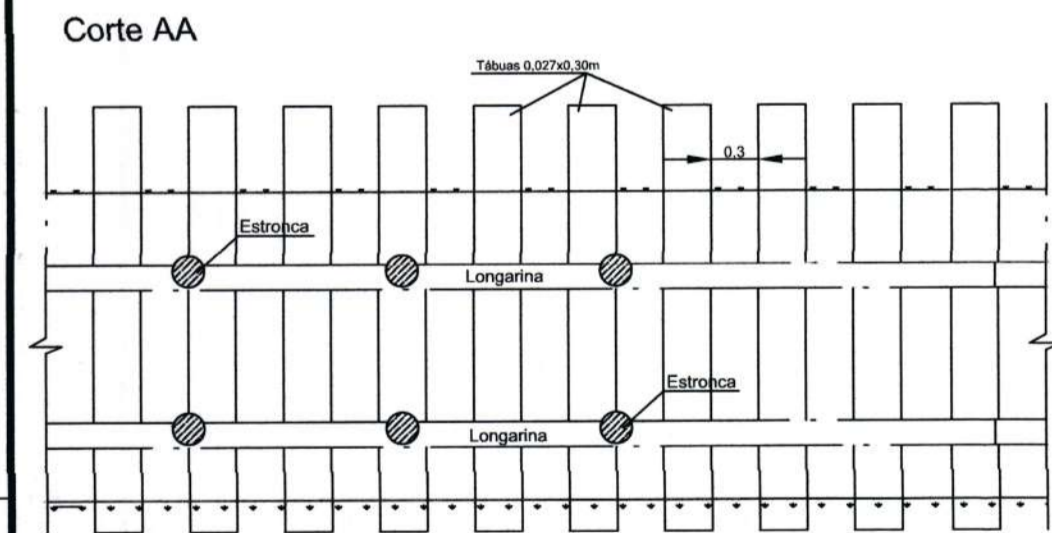 Corte AA
Tábuas 0,027x0,30m
0,3
Estronca
Longarina
Estronca
Longarina